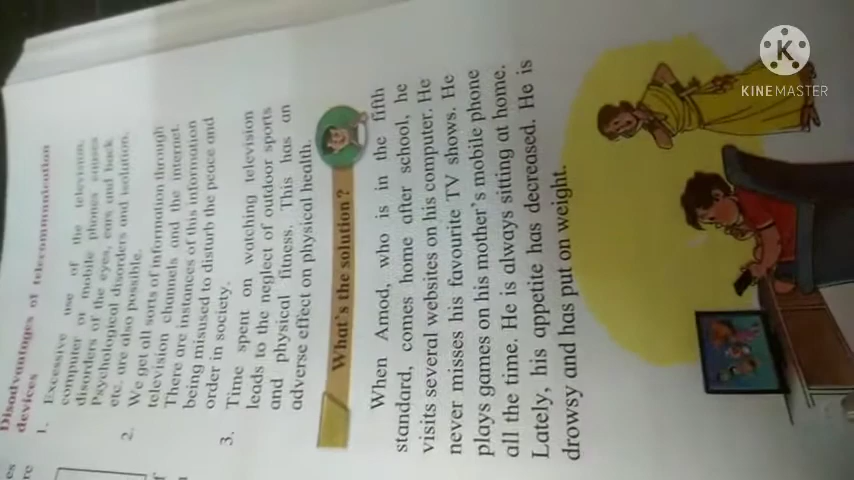 Disadvantages of telecommunication
devices
1. Excessive use of the television,
computer or mobile phones causes
disorders of the eyes, ears and back
Psychological disorders and isolation,
etc. are also possible.
2. We get all sorts of information through
television channels and the internet.
There are instances of this information
being misused to disturb the peace and
order in society.
3. Time spent on watching television
leads to the neglect of outdoor sports
and physical fitness. This has an
adverse effect on physical health.
What's the solution?
When Amod, who is in the fifth
standard, comes home after school, he
visits several websites on his computer. He
never misses his favourite TV shows. He
plays games on his mother's mobile phone
all the time. He is always sitting at home.
Lately, his appetite has decreased. He is
drowsy and has put on weight.
es
re
K
KINEMASTER